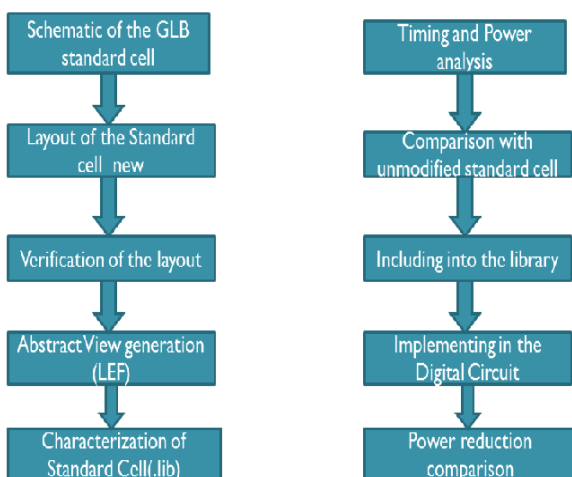 Schematic of the GLB
standard cell
Layout of the Standard
cell new
Verification of the layout
Abstract View generation
(LEF)
Characterization of
Standard Cell(.lib)
Timing and Power
analysis
Comparison with
unmodified standard cell
Including into the library
Implementing in the
Digital Circuit
Power reduction
comparison